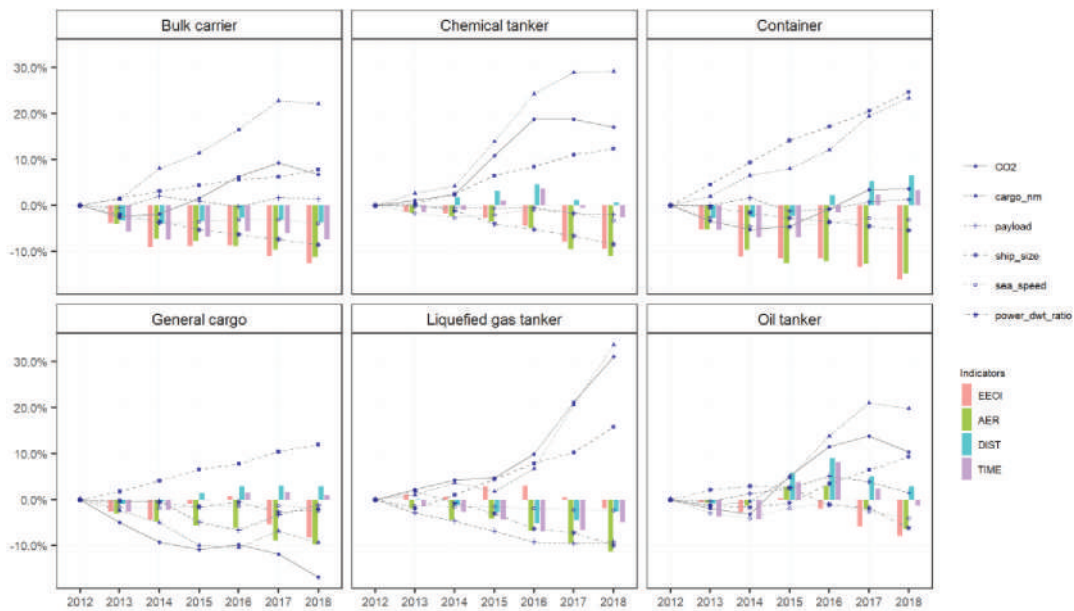 Bulk carrier
Chemical tanker
Container
30.0%
20.0%
10.0%
0.0%
-10.0%
CO2
cargo_nm
payload
ship_size
sea_speed
power_dwt_ratio
General cargo
Liquefied gas tanker
Oil tanker
30.0%
20.0%
10.0%
0.0%
-10.0%
Indicators
EEOI
AER
DIST
TIME
2012 2013 2014 2015 2016 2017 2018
2012 2013 2014 2015 2016 2017 2018
2012 2013 2014 2015 2016 2017 2018